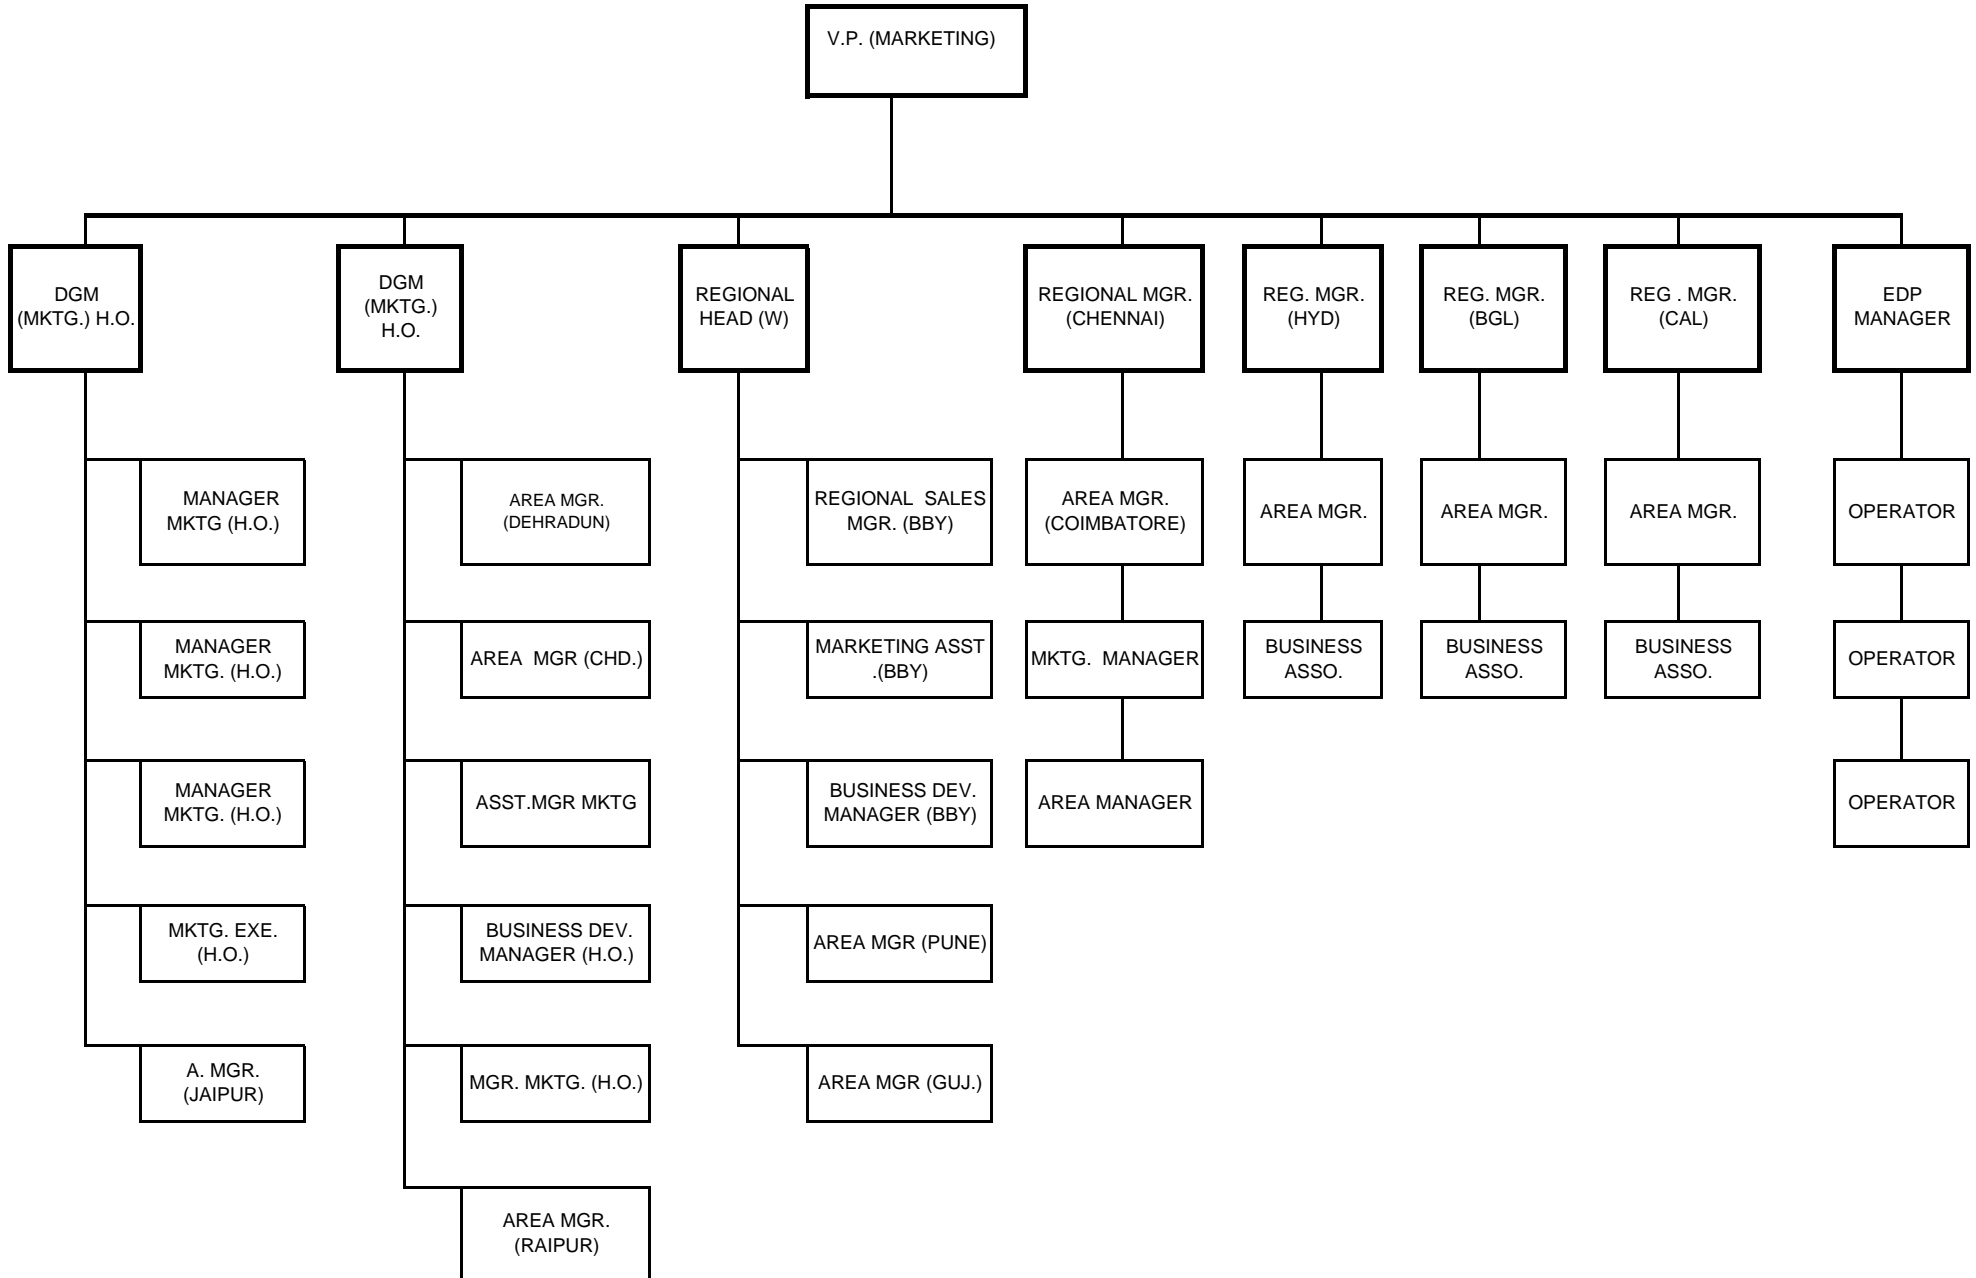 V.P. (MARKETING)
DGM
(MKTG.) H.O.
DGM
(MKTG.)
H.O.
REGIONAL
HEAD (W)
REGIONAL MGR.
(CHENNAI)
REG. MGR.
(HYD)
REG. MGR.
(BGL)
REG . MGR.
(CAL)
EDP
MANAGER
MANAGER
MKTG (H.O.)
AREA MGR.
(DEHRADUN)
REGIONAL SALES
MGR. (BBY)
AREA MGR.
(COIMBATORE)
AREA MGR.
AREA MGR.
AREA MGR.
OPERATOR
MANAGER
MKTG. (H.O.)
AREA MGR (CHD.)
MARKETING ASST
.(BBY)
MKTG. MANAGER
BUSINESS
ASSO.
BUSINESS
ASSO.
BUSINESS
ASSO.
OPERATOR
MANAGER
MKTG. (H.O.)
ASST.MGR MKTG
BUSINESS DEV.
MANAGER (BBY)
AREA MANAGER
OPERATOR
MKTG. EXE.
(H.O.)
BUSINESS DEV.
MANAGER (H.O.)
AREA MGR (PUNE)
A. MGR.
(JAIPUR)
MGR. MKTG. (H.O.)
AREA MGR (GUJ.)
AREA MGR.
(RAIPUR)